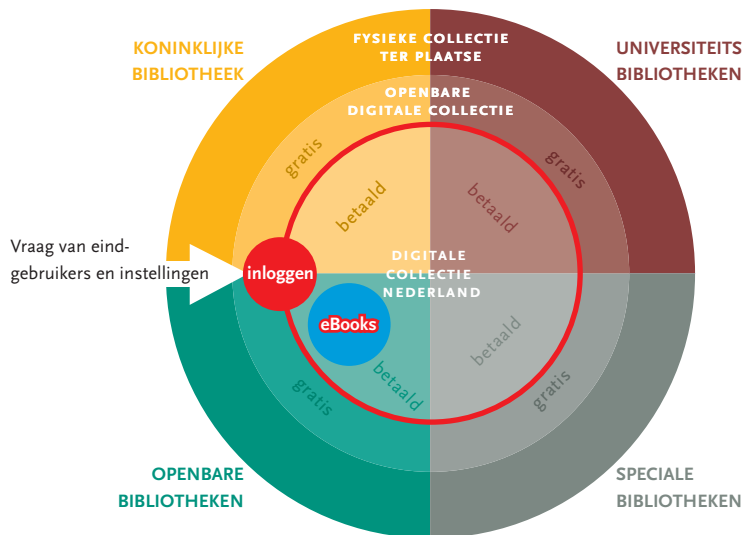 KONINKLIJKE
BIBLIOTHEEK
FYSIEKE COLLECTIE
TER PLAATSE
UNIVERSITEITS
BIBLIOTHEKEN
OPENBARE
DIGITALE COLLECTIE
gratis
gratis
betaald
betaald
Vraag van eind-
gebruikers en instellingen
inloggen
DIGITALE
COLLECTIE
NEDERLAND
eBooks
betaald
betaald
gratis
gratis
OPENBARE
BIBLIOTHEKEN
SPECIALE
BIBLIOTHEKEN